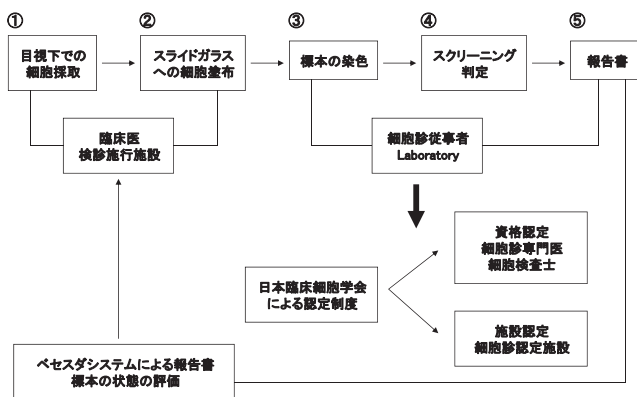 ①
②
③
④
⑤
目視下での
細胞採取
スライドガラス
への細胞塗布
標本の染色
スクリーニング
判定
報告書
臨床医
検診施行施設
細胞診従事者
Laboratory
資格認定
細胞診専門医
細胞検査士
日本臨床細胞学会
による認定制度
施設認定
細胞診認定施設
ベセスダシステムによる報告書
標本の状態の評価